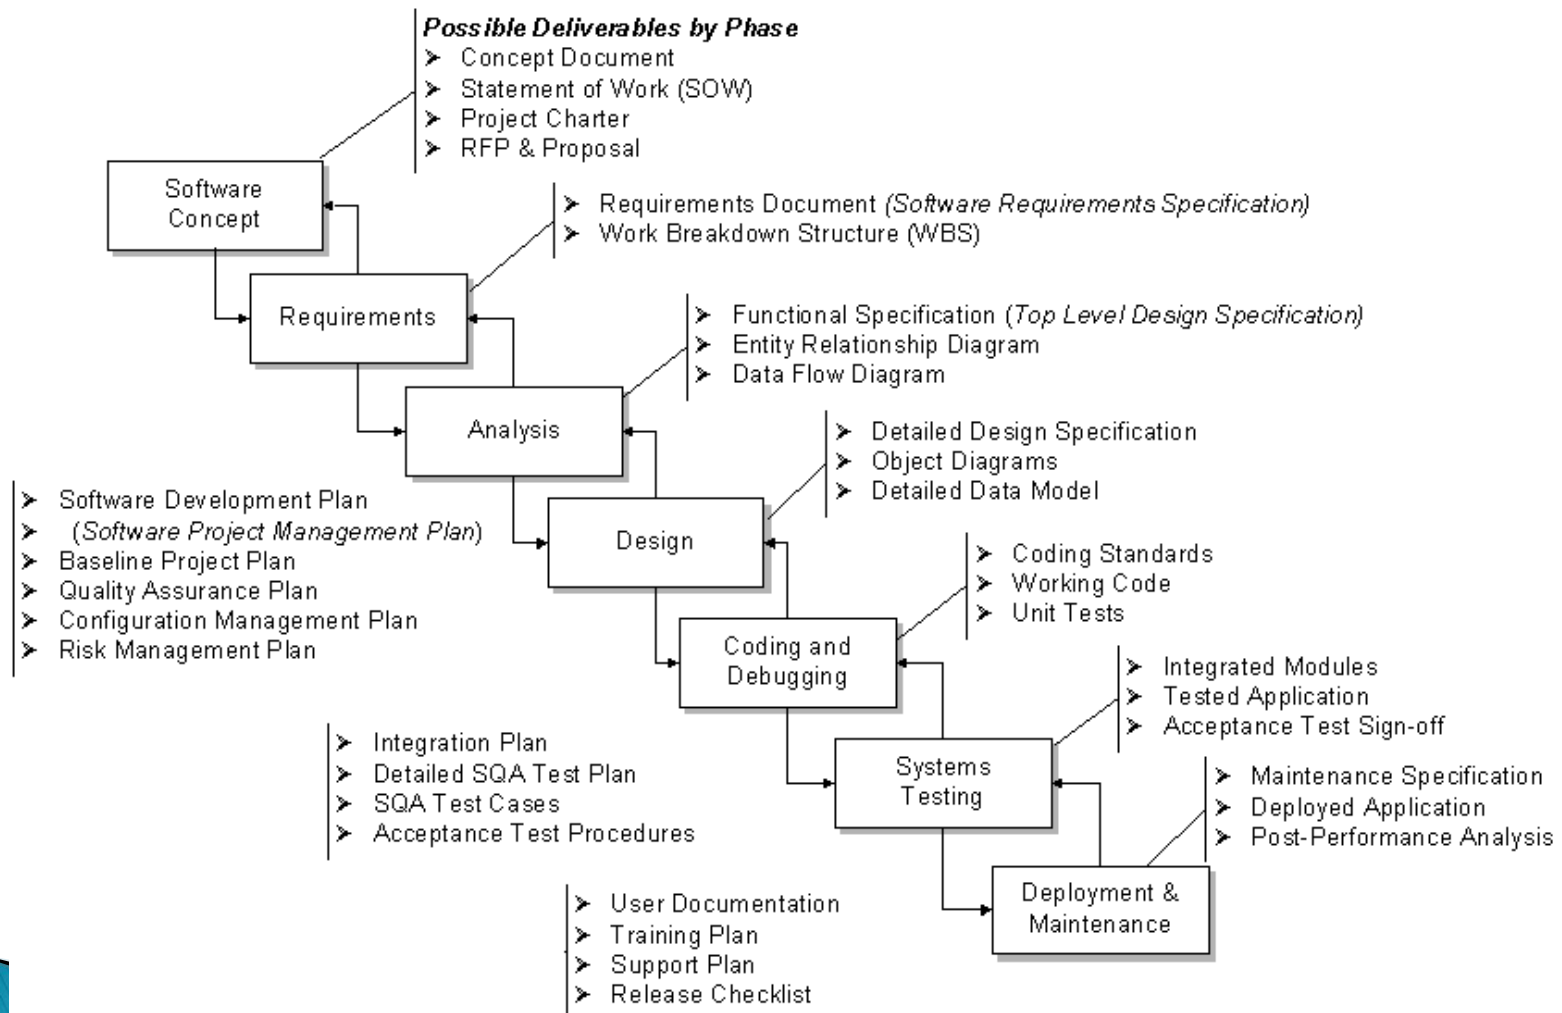 Possible Deliverables by Phase
➢ Concept Document
➢ Statement of Work (SOW)
➢ Project Charter
➢ RFP & Proposal
Software
Concept
➢ Requirements Document (Software Requirements Specification)
➢ Work Breakdown Structure (WBS)
Requirements
➢ Functional Specification (Top Level Design Specification)
➢ Entity Relationship Diagram
➢ Data Flow Diagram
Analysis
➢ Detailed Design Specification
➢ Object Diagrams
➢ Detailed Data Model
➢ Software Development Plan
➢ (Software Project Management Plan)
➢ Baseline Project Plan
➢ Quality Assurance Plan
➢ Configuration Management Plan
➢ Risk Management Plan
Design
➢ Coding Standards
➢ Working Code
➢ Unit Tests
Coding and
Debugging
➢ Integrated Modules
➢ Tested Application
➢ Acceptance Test Sign-off
➢ Integration Plan
➢ Detailed SQA Test Plan
➢ SQA Test Cases
➢ Acceptance Test Procedures
Systems
Testing
➢ Maintenance Specification
➢ Deployed Application
➢ Post-Performance Analysis
Deployment &
Maintenance
➢ User Documentation
➢ Training Plan
➢ Support Plan
➢ Release Checklist